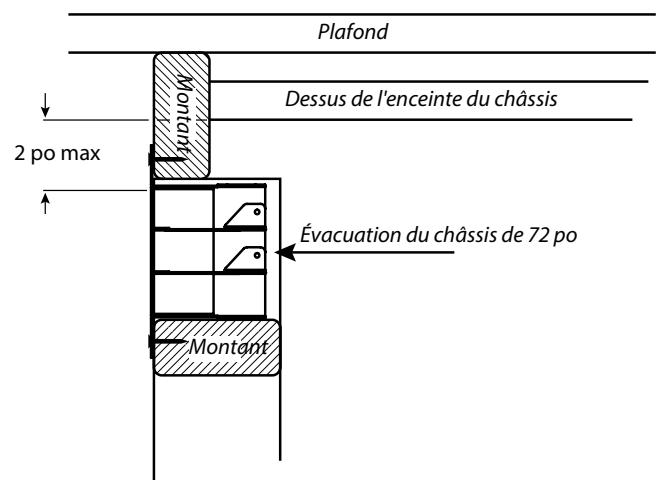 Plafond
Montant
Dessus de l'enceinte du châssis
2 po max
Évacuation du châssis de 72 po
Montant